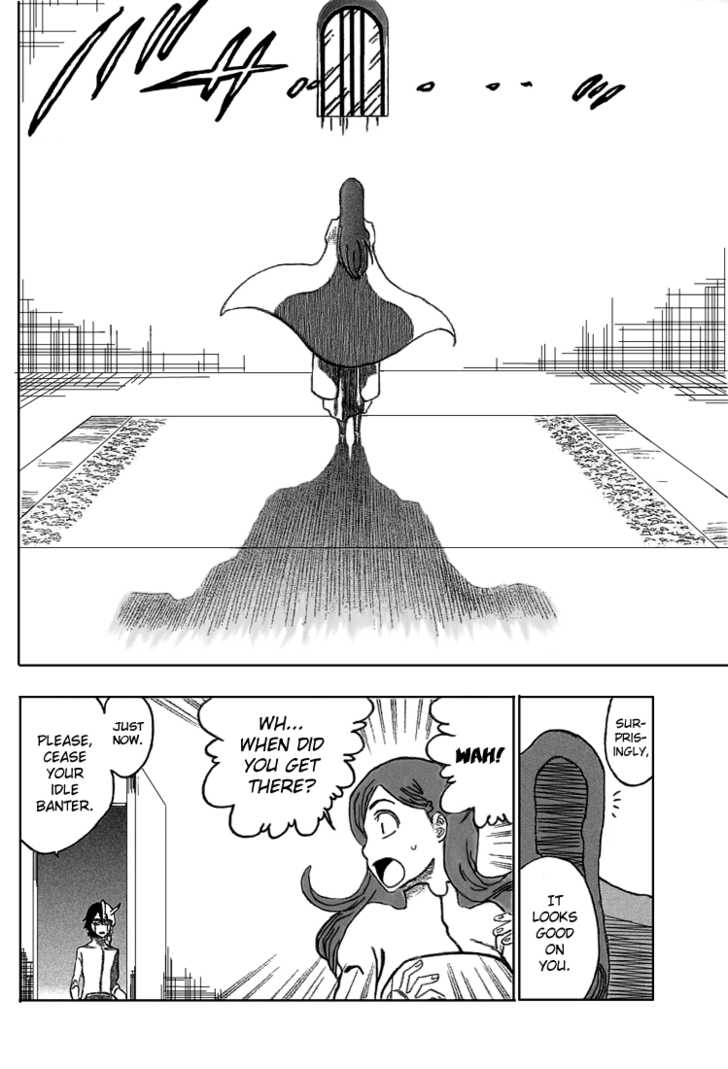 SUR-
PRIS-
INGLY,
IT
LOOKS
GOOD
ON
YOU.
WAH!
WH...
WHEN DID
YOU GET
THERE?
JUST
NOW.
PLEASE,
CEASE
YOUR
IDLE
BANTER.